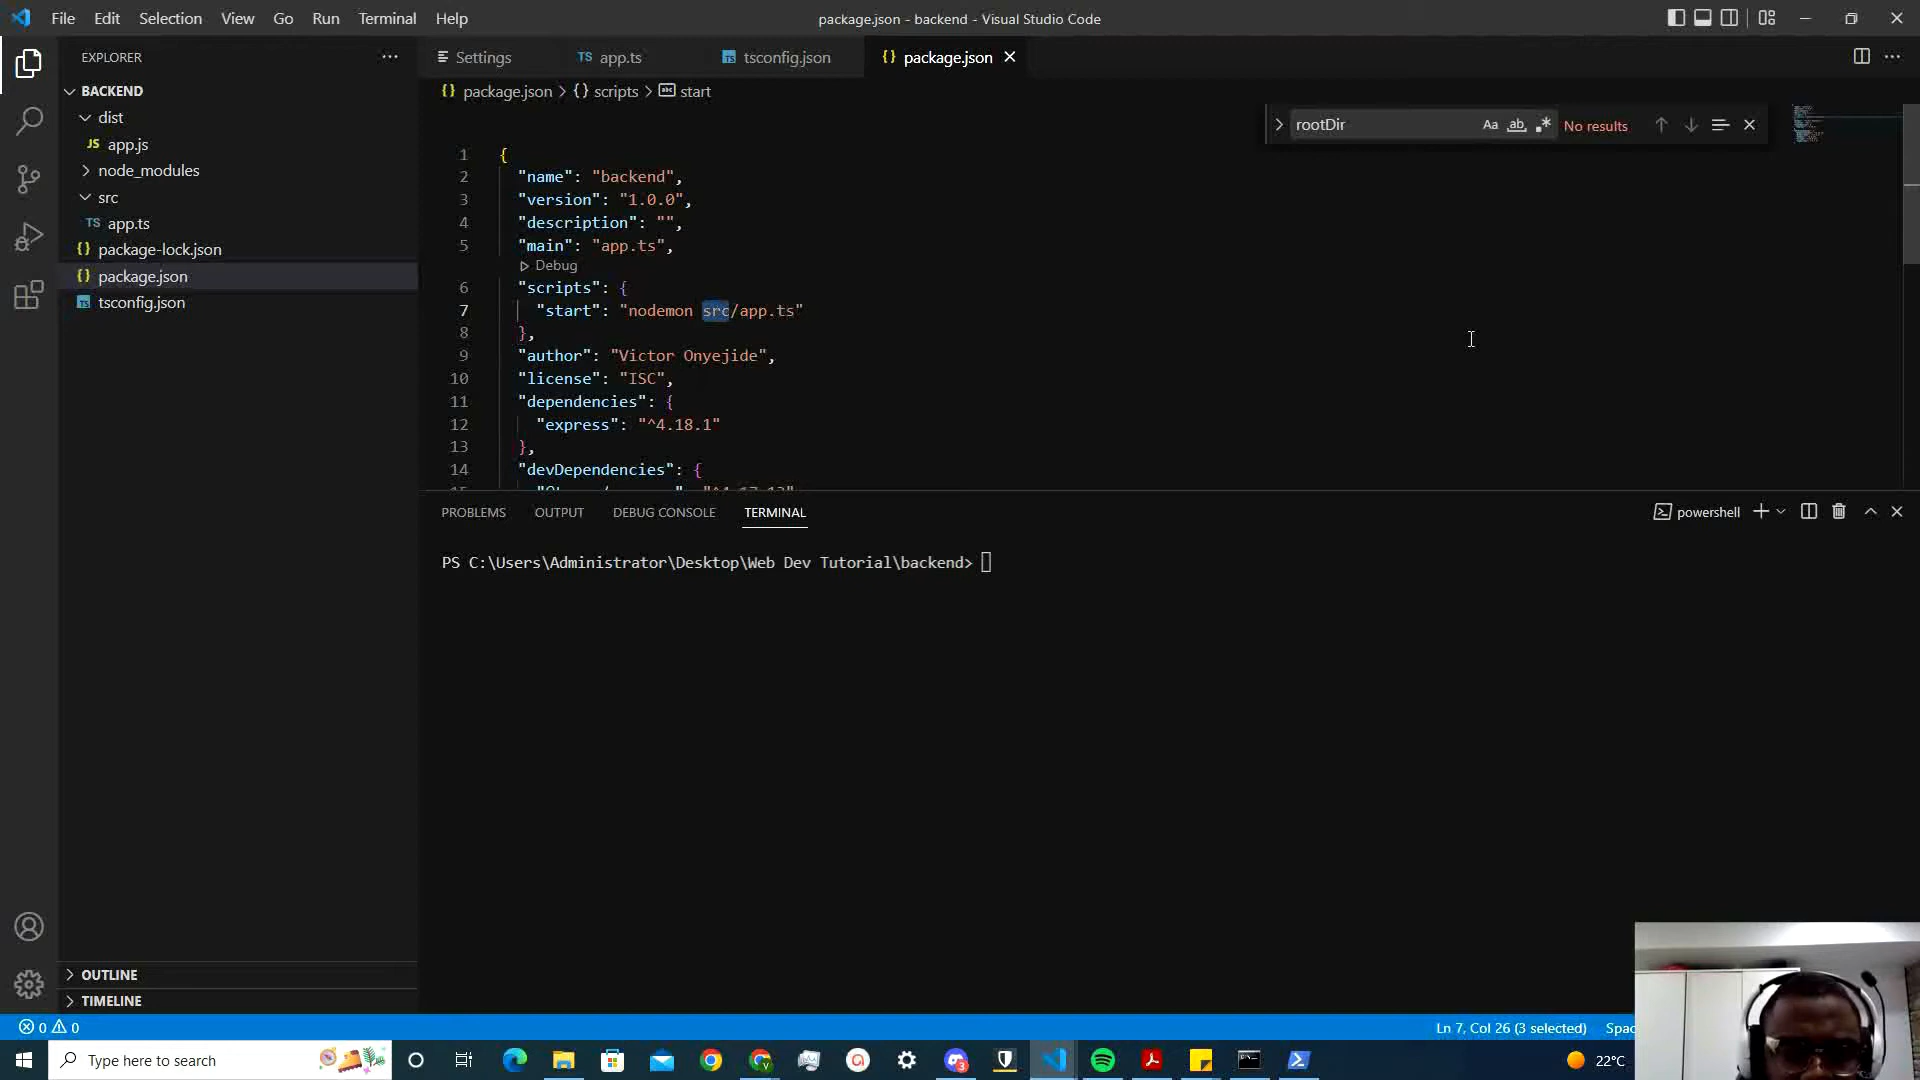 File Edit Selection View Go Run Terminal Help
package.json - backend - Visual Studio Code
EXPLORER
Settings
TS app.ts
TS tsconfig.json
{} package.json
BACKEND
{} package.json > {} scripts > abc start
dist
JS app.js
node_modules
src
TS app.ts
{} package-lock.json
{} package.json
TS tsconfig.json
rootDir
Aa ab .*
No results
1 {
2 "name": "backend",
3 "version": "1.0.0",
4 "description": "",
5 "main": "app.ts",
Debug
6 "scripts": {
7 "start": "nodemon src/app.ts"
8 },
9 "author": "Victor Onyejide",
10 "license": "ISC",
11 "dependencies": {
12 "express": "^4.18.1"
13 },
14 "devDependencies": {
PROBLEMS OUTPUT DEBUG CONSOLE TERMINAL
powershell
PS C:\Users\Administrator\Desktop\Web Dev Tutorial\backend>
OUTLINE
TIMELINE
0 0
Ln 7, Col 26 (3 selected)
Type here to search
22°C